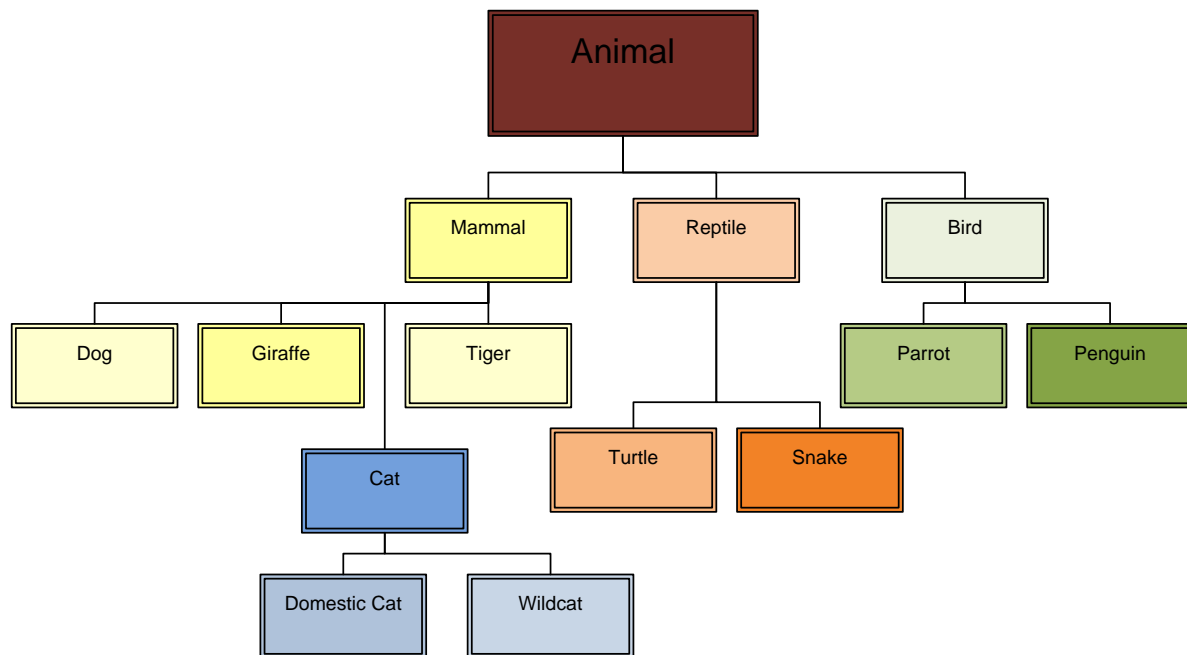 Animal
Mammal
Reptile
Bird
Dog
Giraffe
Tiger
Parrot
Penguin
Cat
Turtle
Snake
Domestic Cat
Wildcat